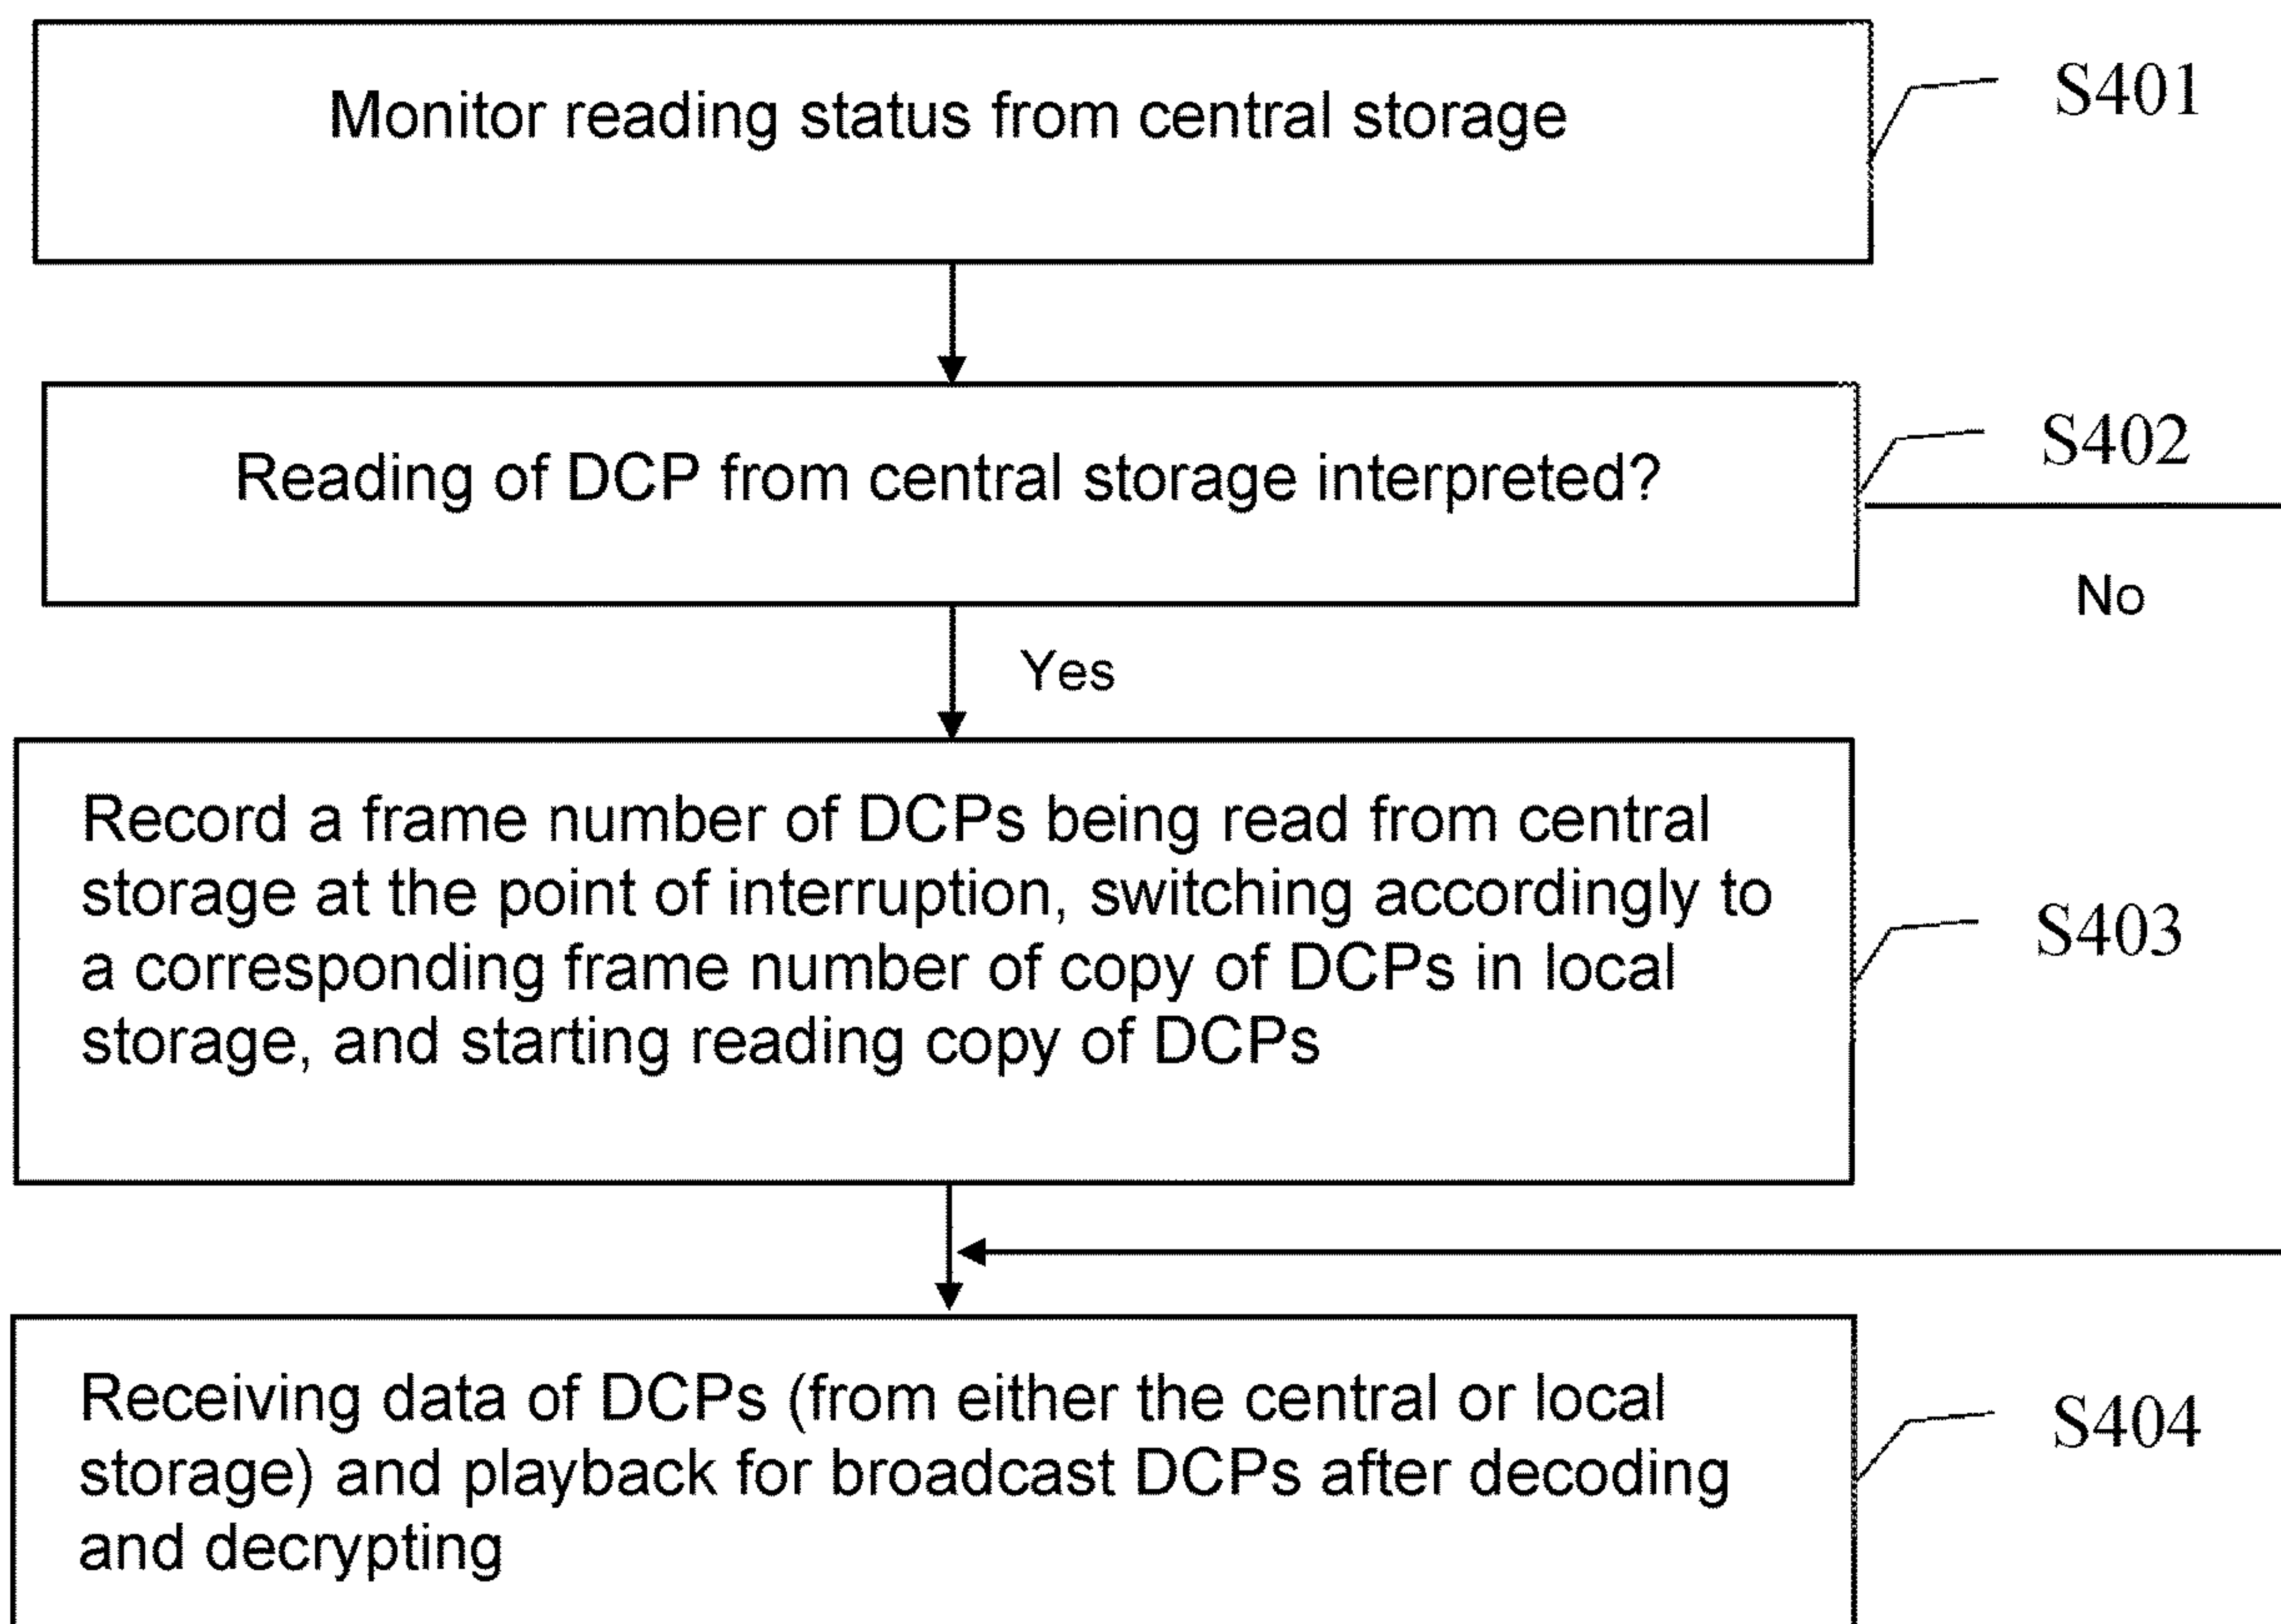 Monitor reading status from central storage
S401
Reading of DCP from central storage interpreted?
S402
No
Yes
Record a frame number of DCPs being read from central
storage at the point of interruption, switching accordingly to
a corresponding frame number of copy of DCPs in local
storage, and starting reading copy of DCPs
S403
Receiving data of DCPs (from either the central or local
storage) and playback for broadcast DCPs after decoding
and decrypting
S404